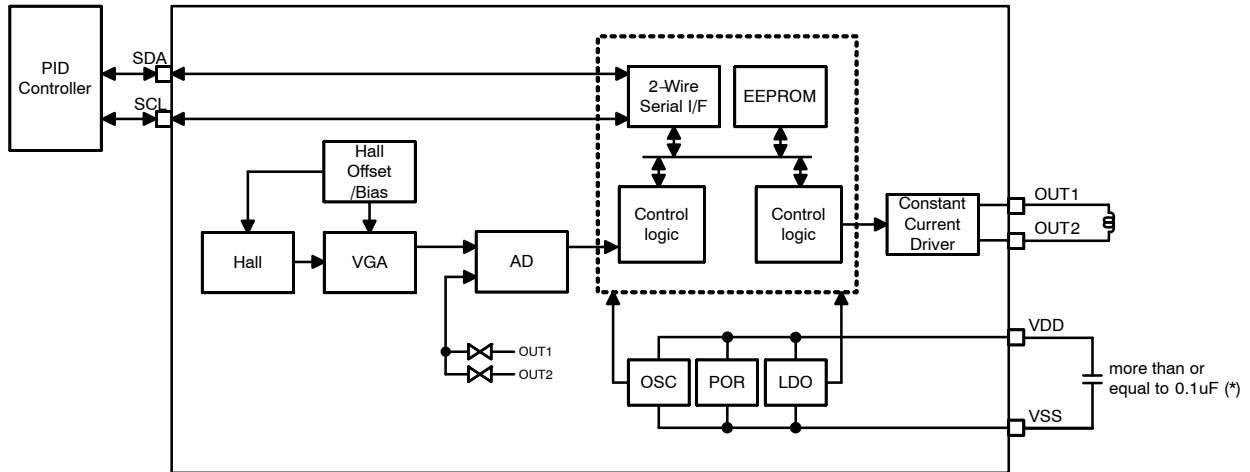 PID
Controller
SDA
SCL
2-Wire
Serial I/F
EEPROM
Hall
Offset
/Bias
Control
logic
Control
logic
Constant
Current
Driver
OUT1
OUT2
Hall
VGA
AD
OUT1
OUT2
OSC
POR
LDO
VDD
VSS
more than or
equal to 0.1uF (*)